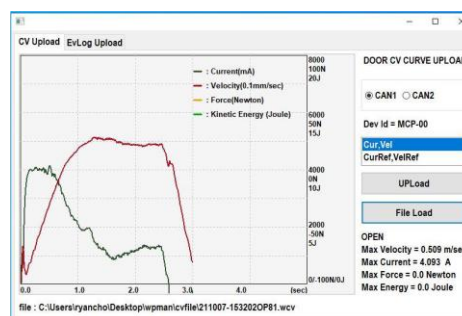 CV Upload EvLog Upload
: Current(mA)
: Velocity(0.1mm/sec)
: Force(Newton)
: Kinetic Energy (Joule)
8000
100N
20J
6000
50N
15J
4000
0N
10J
2000
-50N
5J
0/-100N/0J
1.0 2.0 3.0 4.0 (sec)
DOOR CV CURVE UPLOA
CAN1 CAN2
Dev Id = MCP-00
Cur,Vel
CurRef,VelRef
UPLoad
File Load
OPEN
Max Velocity = 0.509 m/se
Max Current = 4.093 A
Max Force = 0.0 Newton
Max Energy = 0.0 Joule
file : C:\Users\ryancho\Desktop\wpman\cvfile\211007-153202OP81.wcv